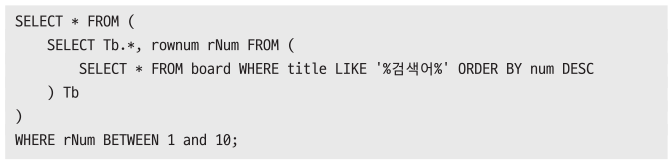 SELECT * FROM (
    SELECT Tb.*, rownum rNum FROM (
        SELECT * FROM board WHERE title LIKE '%검색어%' ORDER BY num DESC
    ) Tb
)
WHERE rNum BETWEEN 1 and 10;